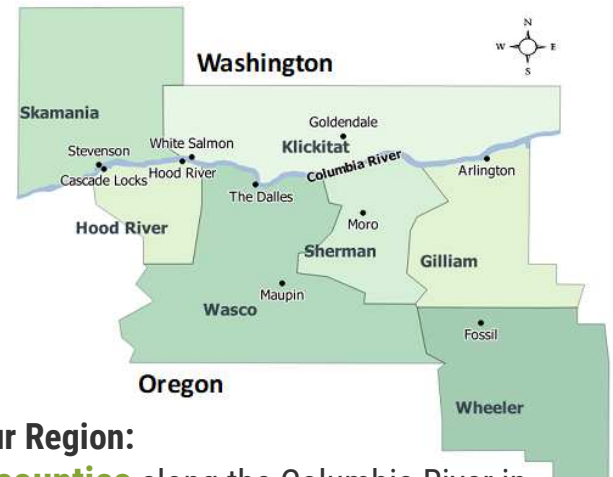 N
W E
S
Washington
Skamania
Goldendale
White Salmon
Klickitat
Stevenson
Columbia River
Cascade Locks
Hood River
Arlington
The Dalles
Moro
Hood River
Sherman
Gilliam
Maupin
Wasco
Fossil
Oregon
Wheeler
Region:
counties along the Columbia River in